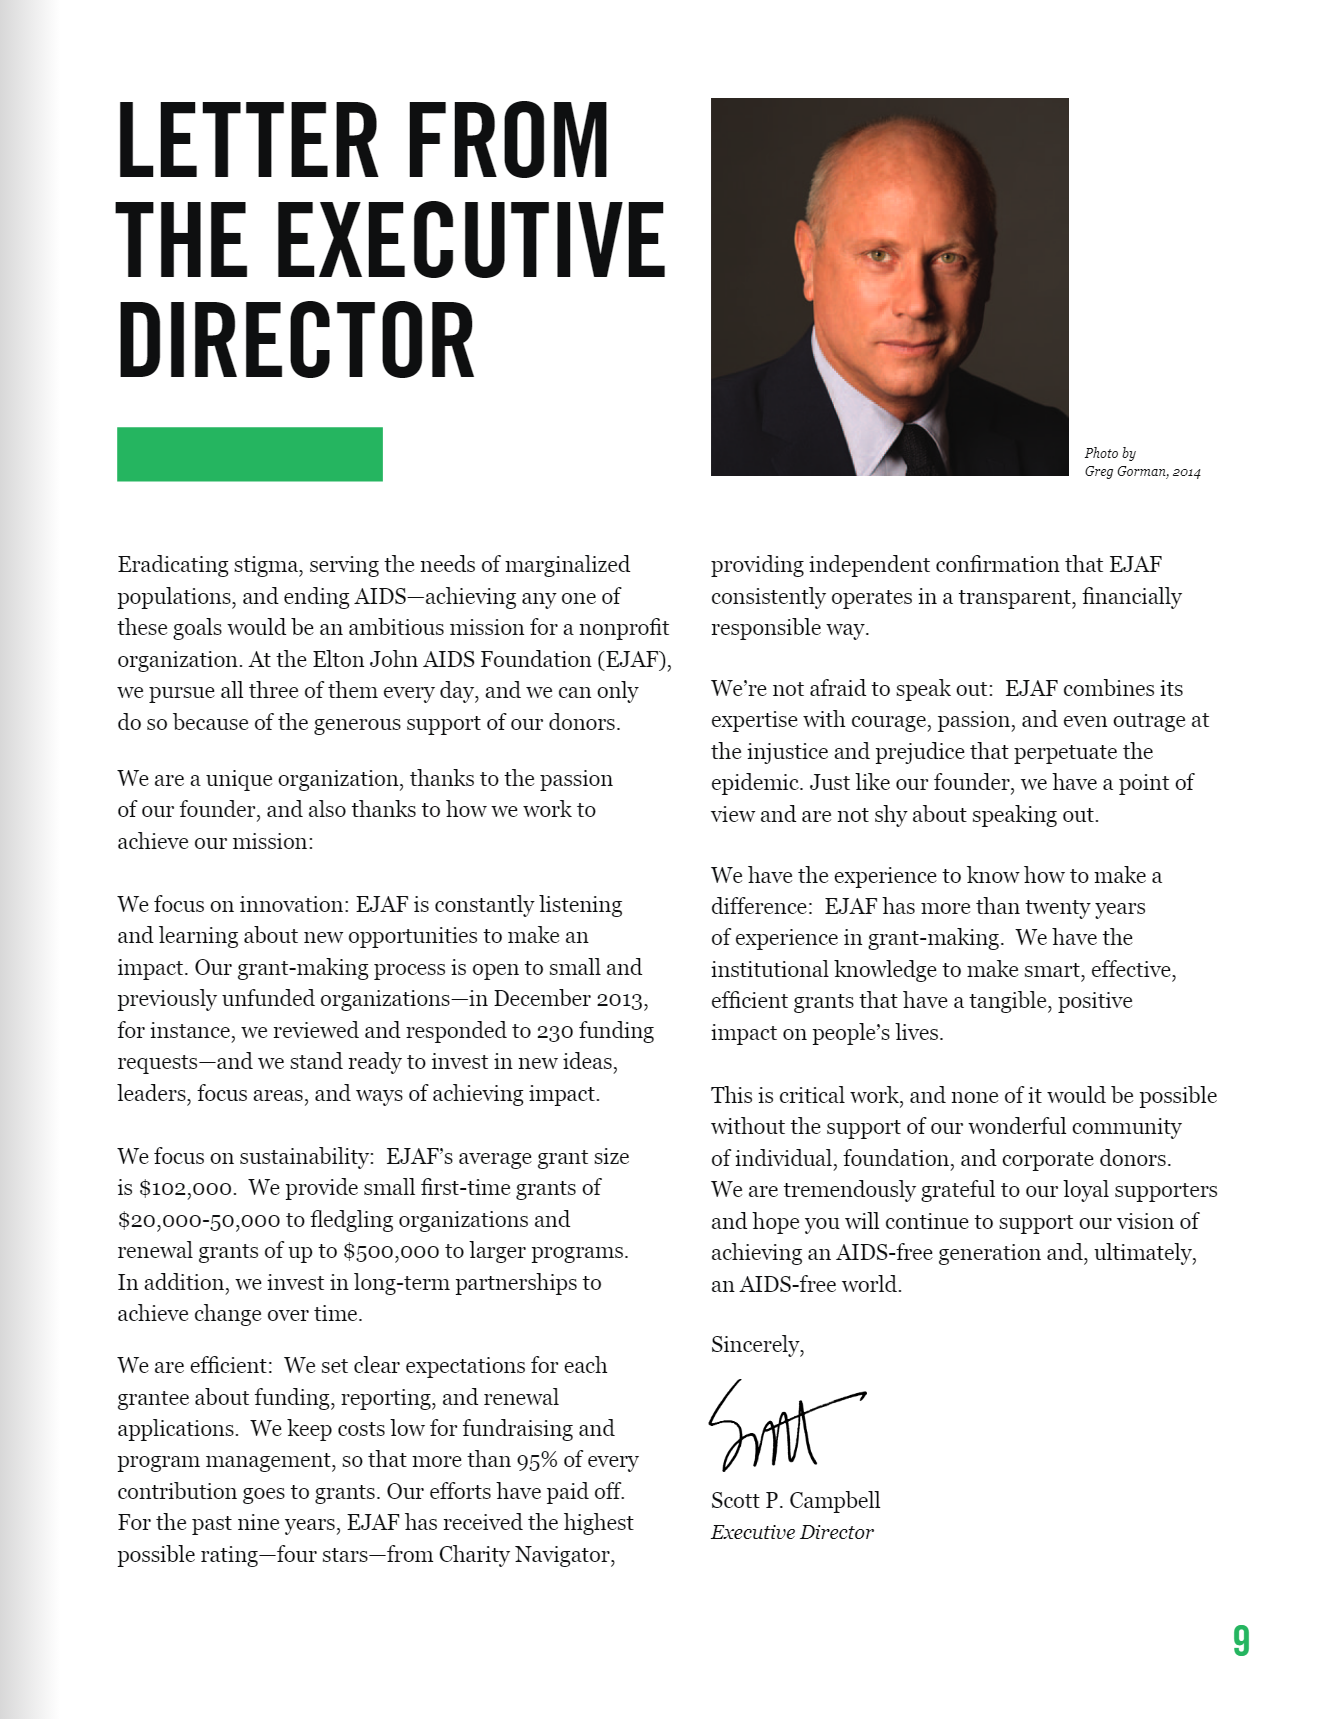 LETTER FROM
THE EXECUTIVE
DIRECTOR
Photo by
Greg Gorman, 2014
Eradicating stigma, serving the needs of marginalized
populations, and ending AIDS—achieving any one of
these goals would be an ambitious mission for a nonprofit
organization. At the Elton John AIDS Foundation (EJAF),
we pursue all three of them every day, and we can only
do so because of the generous support of our donors.
We are a unique organization, thanks to the passion
of our founder, and also thanks to how we work to
achieve our mission:
We focus on innovation: EJAF is constantly listening
and learning about new opportunities to make an
impact. Our grant-making process is open to small and
previously unfunded organizations—in December 2013,
for instance, we reviewed and responded to 230 funding
requests—and we stand ready to invest in new ideas,
leaders, focus areas, and ways of achieving impact.
We focus on sustainability:  EJAF’s average grant size
is $102,000.  We provide small first-time grants of
$20,000-50,000 to fledgling organizations and
renewal grants of up to $500,000 to larger programs.
In addition, we invest in long-term partnerships to
achieve change over time.
We are efficient:  We set clear expectations for each
grantee about funding, reporting, and renewal
applications.  We keep costs low for fundraising and
program management, so that more than 95% of every
contribution goes to grants. Our efforts have paid off.
For the past nine years, EJAF has received the highest
possible rating—four stars—from Charity Navigator,
providing independent confirmation that EJAF
consistently operates in a transparent, financially
responsible way.
We’re not afraid to speak out:  EJAF combines its
expertise with courage, passion, and even outrage at
the injustice and prejudice that perpetuate the
epidemic. Just like our founder, we have a point of
view and are not shy about speaking out.
We have the experience to know how to make a
difference:  EJAF has more than twenty years
of experience in grant-making.  We have the
institutional knowledge to make smart, effective,
efficient grants that have a tangible, positive
impact on people’s lives.
This is critical work, and none of it would be possible
without the support of our wonderful community
of individual, foundation, and corporate donors.
We are tremendously grateful to our loyal supporters
and hope you will continue to support our vision of
achieving an AIDS-free generation and, ultimately,
an AIDS-free world.
Sincerely,
Scott
Scott P. Campbell
Executive Director
9